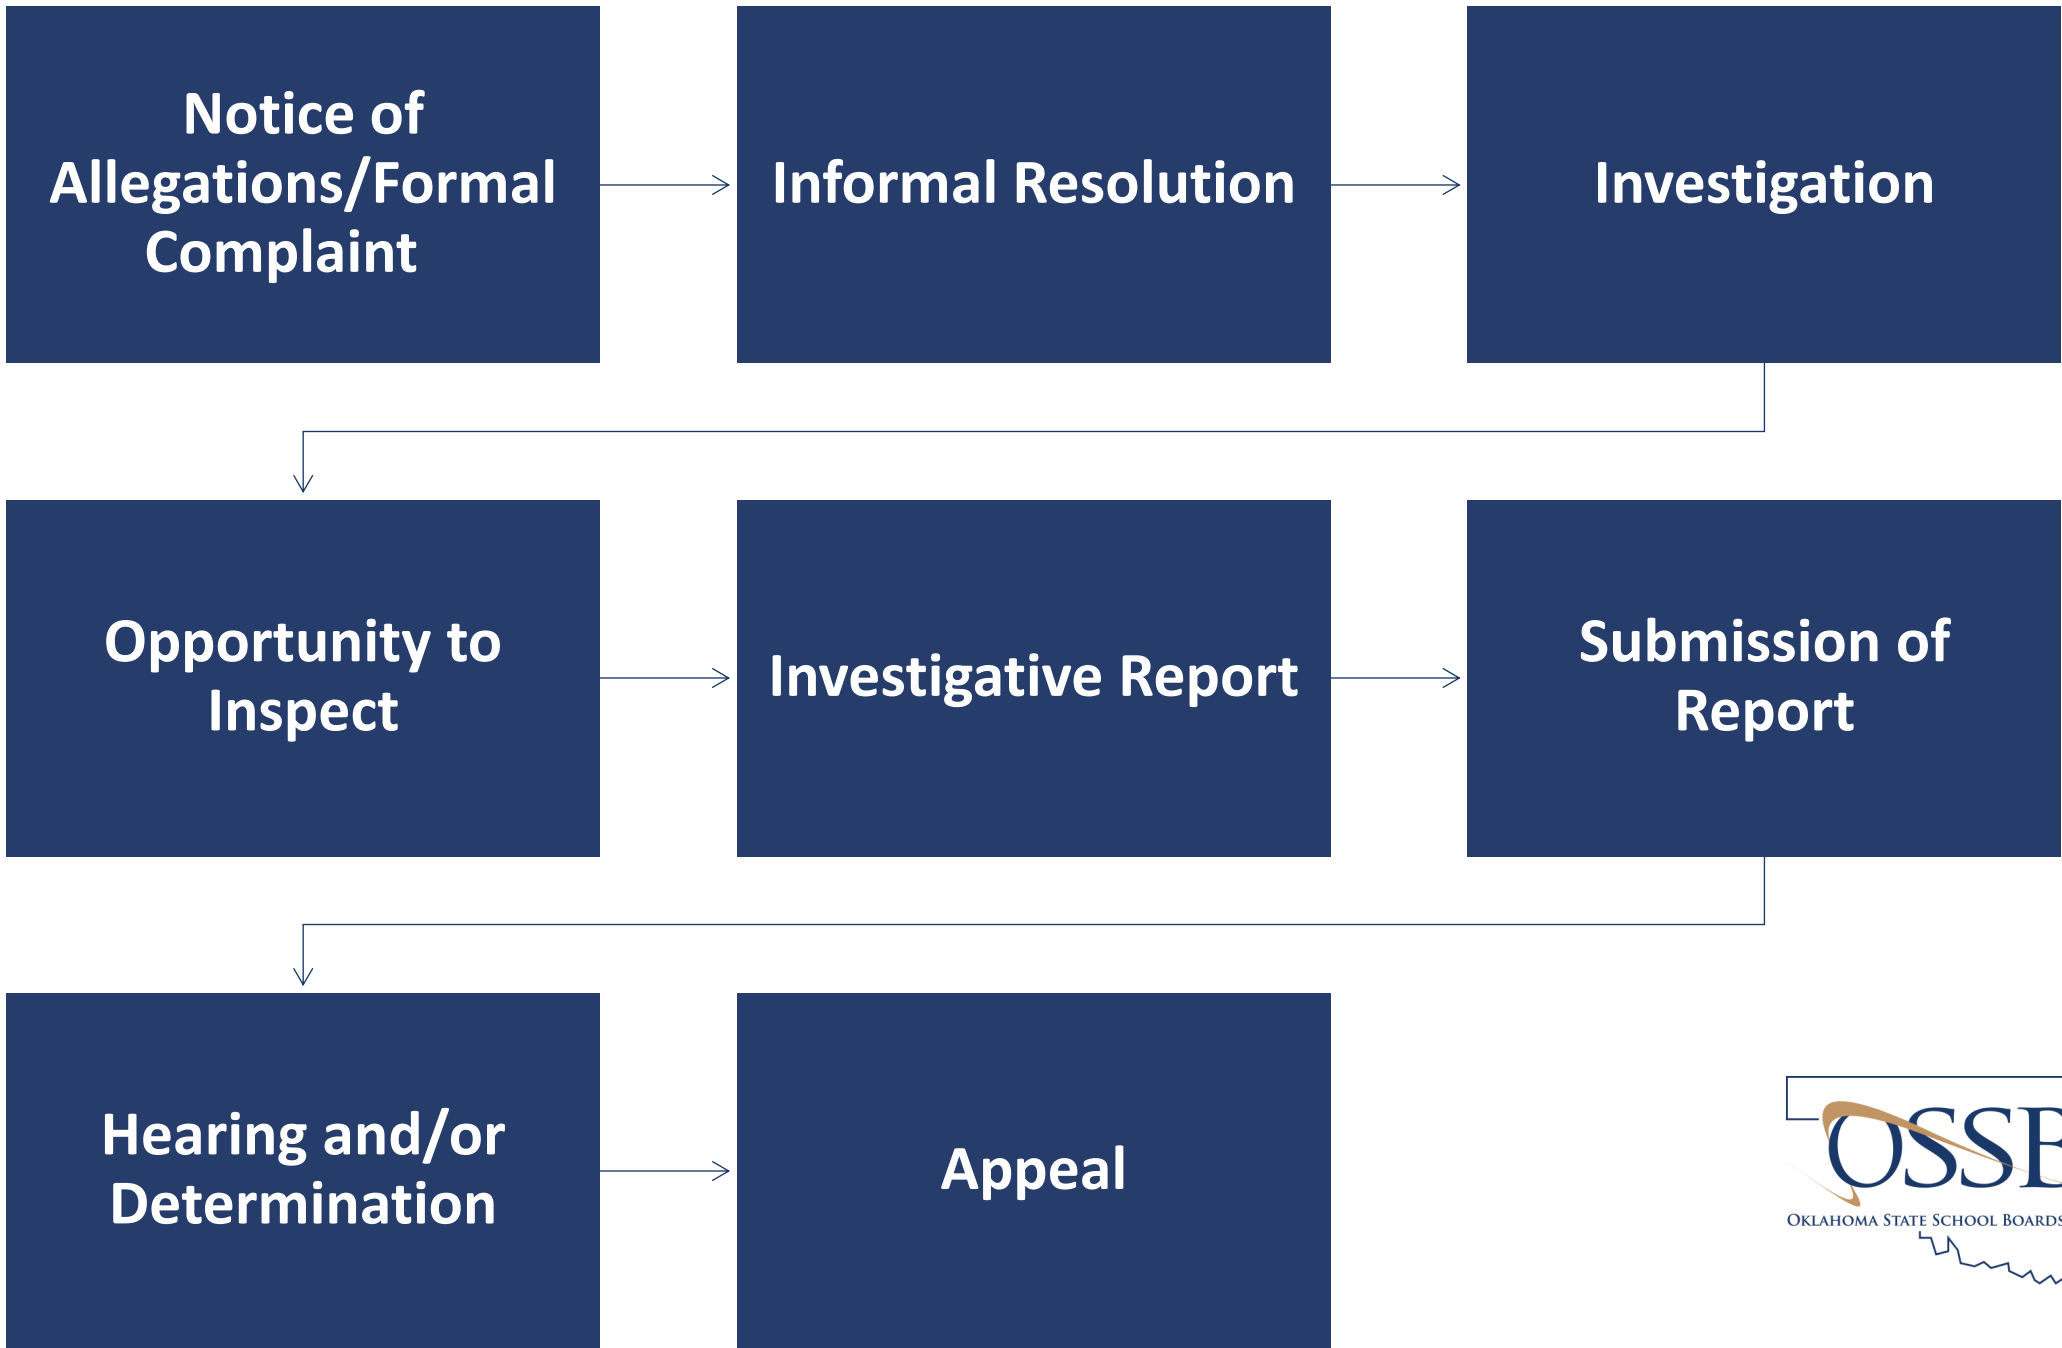 Notice of
Allegations/Formal
Complaint
Informal Resolution
Investigation
Opportunity to
Inspect
Investigative Report
Submission of
Report
Hearing and/or
Determination
Appeal
OSSB
OKLAHOMA STATE SCHOOL BOARDS